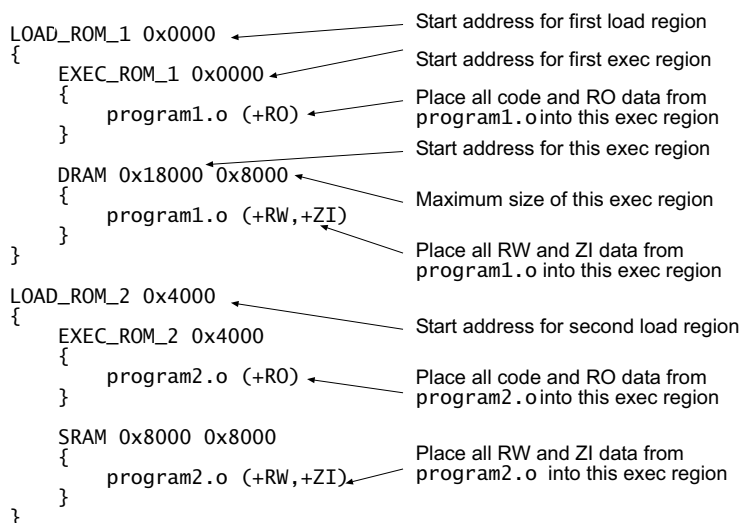 LOAD_ROM_1 0x0000
{
EXEC_ROM_1 0x0000
{
program1.o (+RO)
}
DRAM 0x18000 0x8000
{
program1.o (+RW,+ZI)
}
}
LOAD_ROM_2 0x4000
{
EXEC_ROM_2 0x4000
{
program2.o (+RO)
}
SRAM 0x8000 0x8000
{
program2.o (+RW,+ZI)
}
}
Start address for first load region
Start address for first exec region
Place all code and RO data from
program1.o into this exec region
Start address for this exec region
Maximum size of this exec region
Place all RW and ZI data from
program1.o into this exec region
Start address for second load region
Place all code and RO data from
program2.o into this exec region
Place all RW and ZI data from
program2.o into this exec region